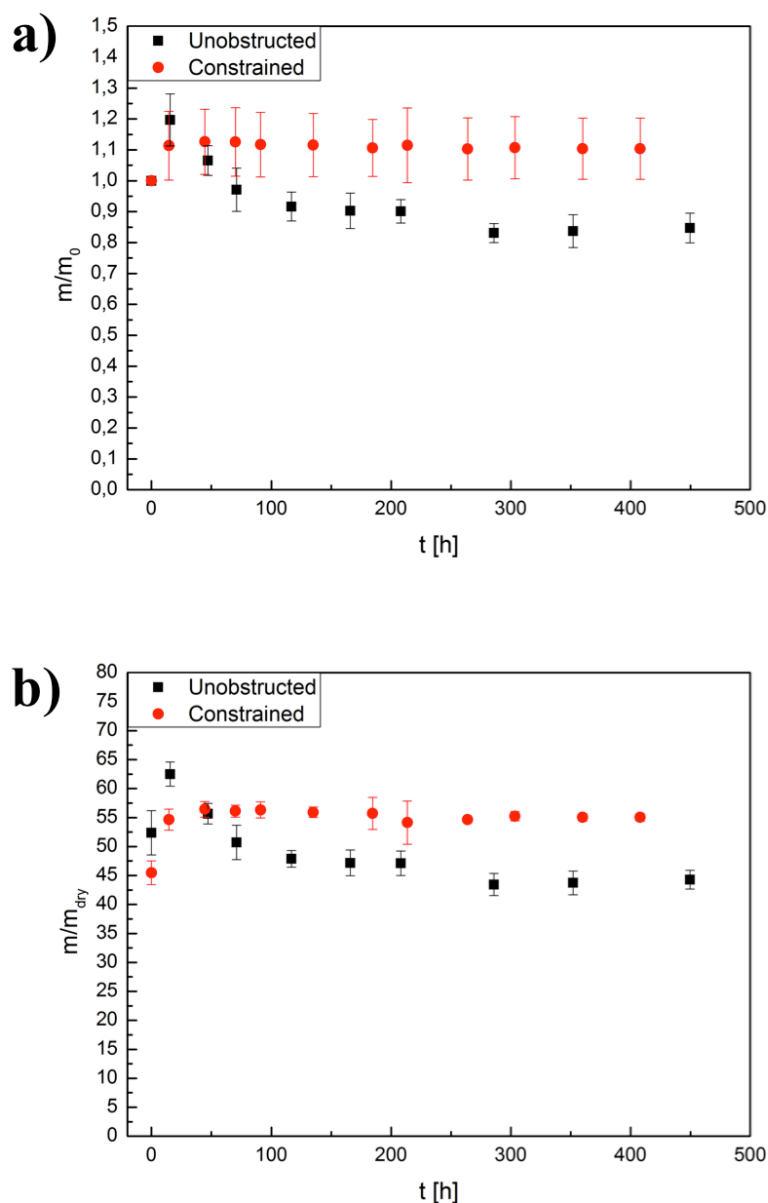 a)
Unobstructed
Constrained
1,5
1,4
1,3
1,2
1,1
1,0
0,9
0,8
0,7
0,6
0,5
0,4
0,3
0,2
0,1
0,0
m/m0
0 100 200 300 400 500
t [h]
b)
Unobstructed
Constrained
80
75
70
65
60
55
50
45
40
35
30
25
20
15
10
5
0
m/mdry
0 100 200 300 400 500
t [h]